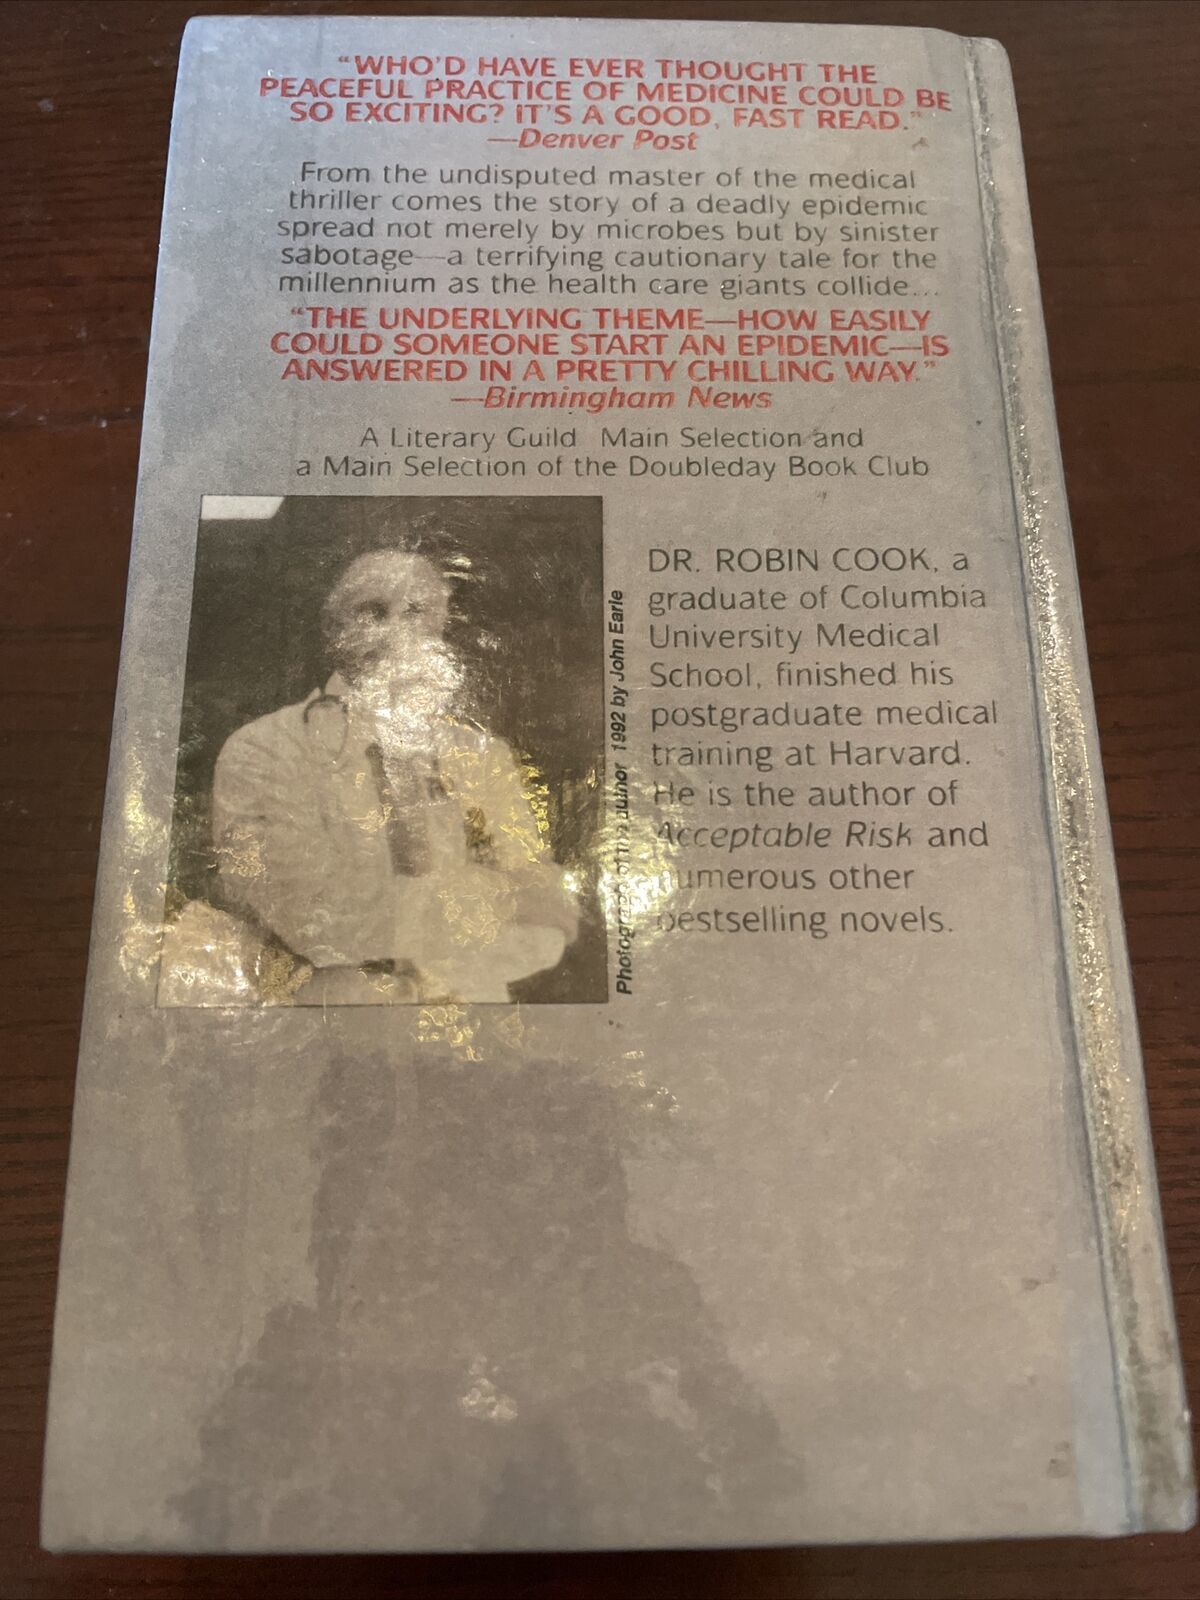 "WHO'D HAVE EVER THOUGHT THE
PEACEFUL PRACTICE OF MEDICINE COULD BE
SO EXCITING? IT'S A GOOD, FAST READ."
—Denver Post
From the undisputed master of the medical
thriller comes the story of a deadly epidemic
spread not merely by microbes but by sinister
sabotage—a terrifying cautionary tale for the
millennium as the health care giants collide...
"THE UNDERLYING THEME—HOW EASILY
COULD SOMEONE START AN EPIDEMIC—IS
ANSWERED IN A PRETTY CHILLING WAY."
—Birmingham News
A Literary Guild Main Selection and
a Main Selection of the Doubleday Book Club
Photograph of the author 1992 by John Earle
DR. ROBIN COOK, a
graduate of Columbia
University Medical
School, finished his
postgraduate medical
training at Harvard.
He is the author of
Acceptable Risk and
numerous other
bestselling novels.